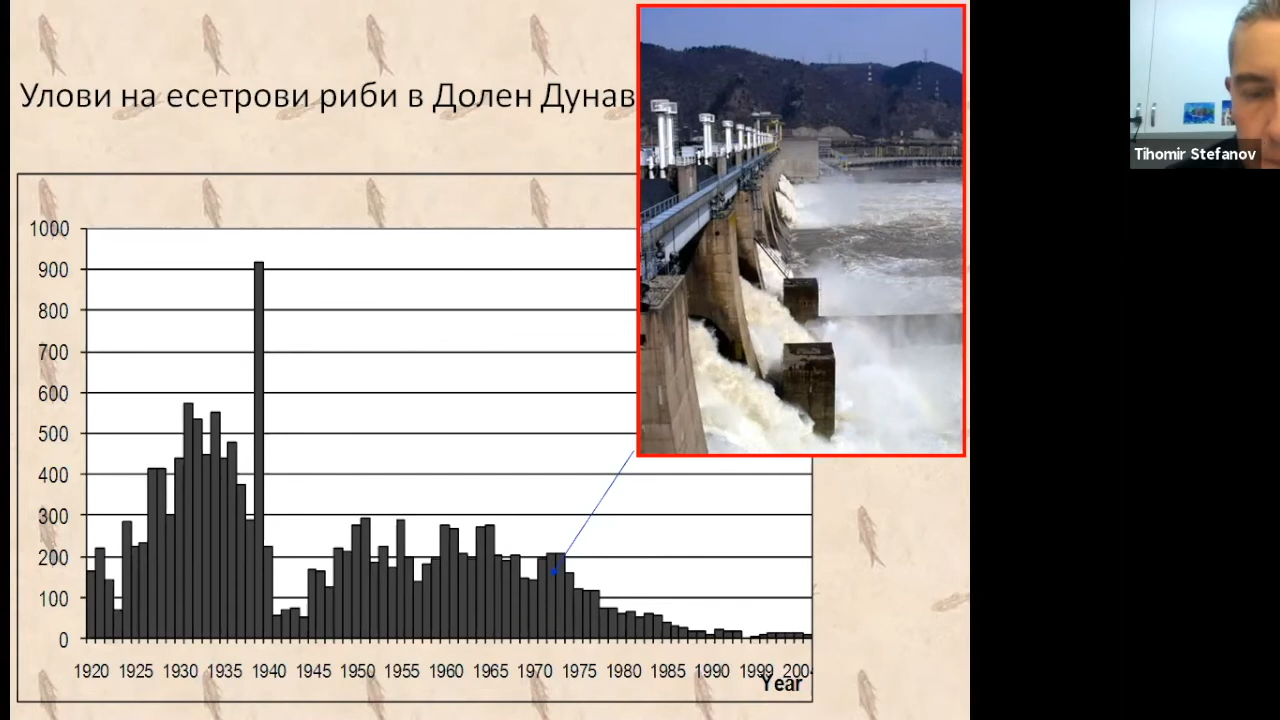 Улови на есетрови риби в Долен Дунав
Tihomir Stefanov
1000
900
800
700
600
500
400
300
200
100
0
1920 1925 1930 1935 1940 1945 1950 1955 1960 1965 1970 1975 1980 1985 1990 1999 200
Year